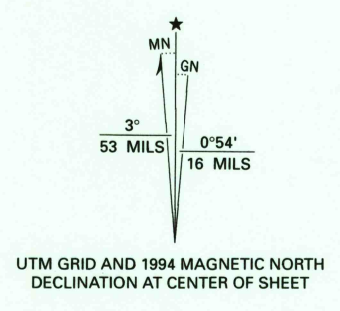 MN
GN
3°
53 MILS
0°54'
16 MILS
UTM GRID AND 1994 MAGNETIC NORTH
DECLINATION AT CENTER OF SHEET